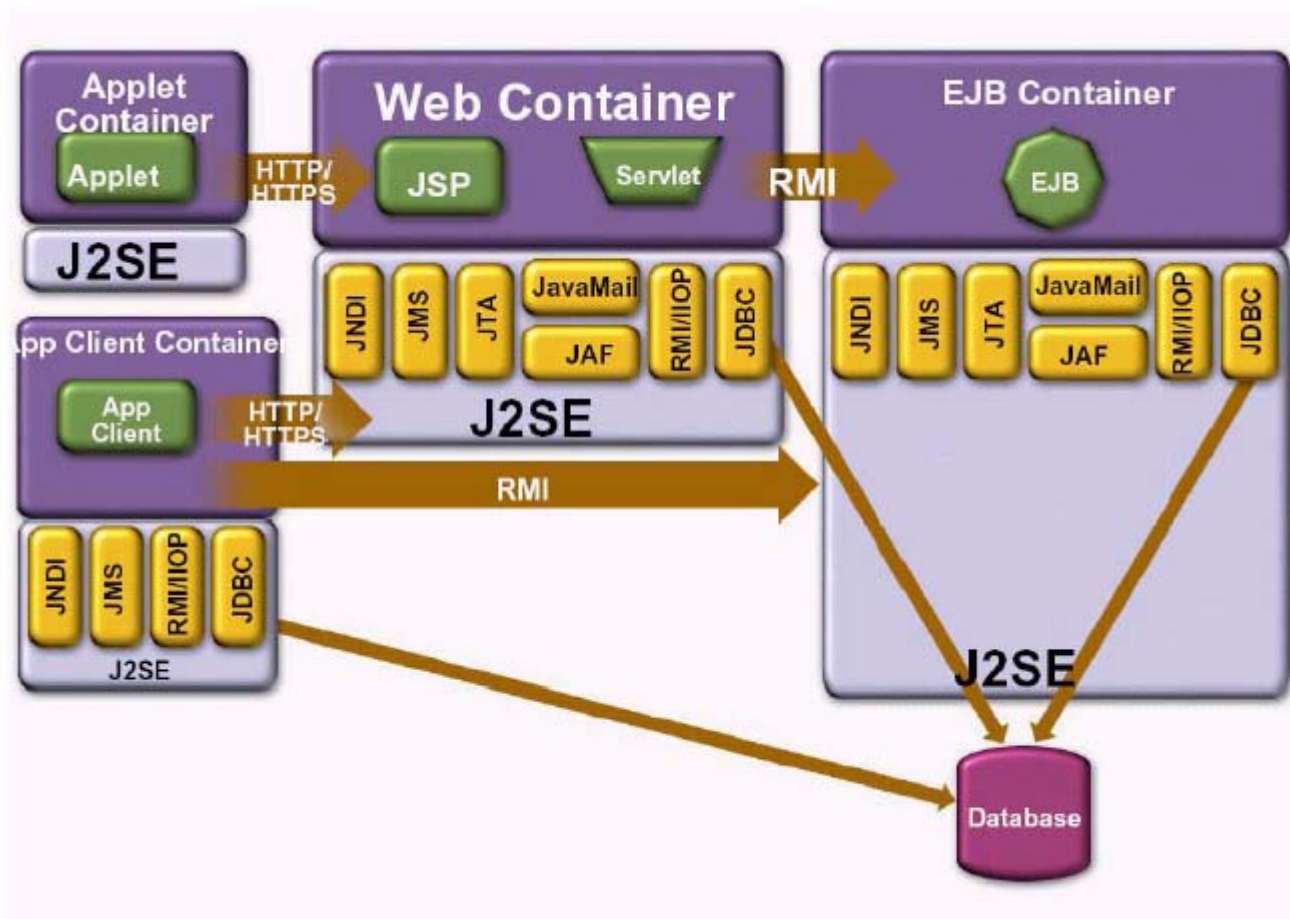 Applet
Container
Applet
J2SE
HTTP/
HTTPS
Web Container
JSP
Servlet
RMI
EJB Container
EJB
JNDI
JMS
JTA
JavaMail
JAF
RMI/IIOP
JDBC
J2SE
JNDI
JMS
JTA
JavaMail
JAF
RMI/IIOP
JDBC
J2SE
App Client Container
App
Client
HTTP/
HTTPS
RMI
JNDI
JMS
RMI/IIOP
JDBC
J2SE
Database